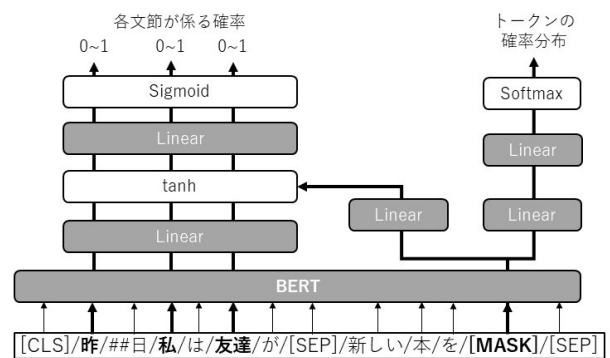 各文節が係る確率
0~1 0~1 0~1
トークンの
確率分布
Sigmoid
Softmax
Linear
Linear
tanh
Linear
Linear
Linear
BERT
[CLS]/昨/##日/私/は/友達/が/[SEP]/新しい/本/を/[MASK]/[SEP]